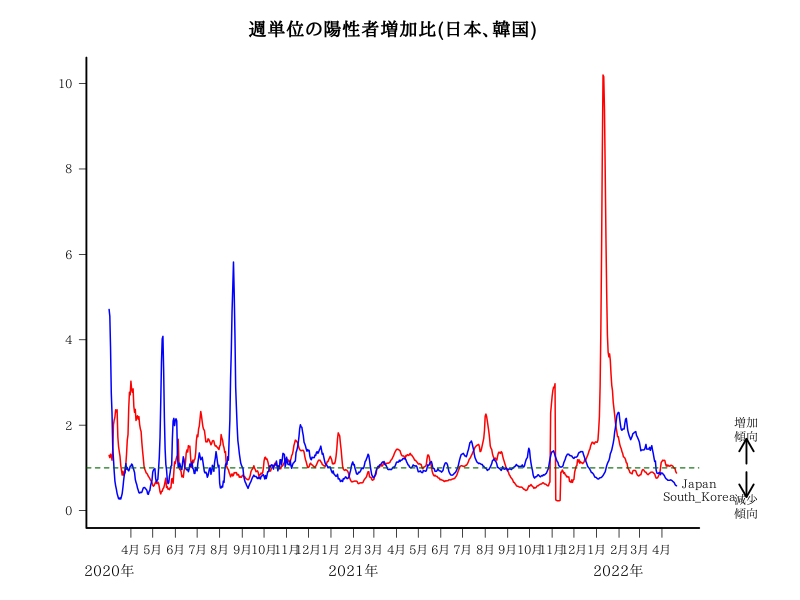 週単位の陽性者増加比(日本、韓国)
10
8
6
4
2
0
増加
傾向
Japan
South_Korea
減少
傾向
4月 5月 6月 7月 8月 9月 10月 11月 12月 1月 2月 3月 4月 5月 6月 7月 8月 9月 10月 11月 12月 1月 2月 3月 4月
2020年 2021年 2022年